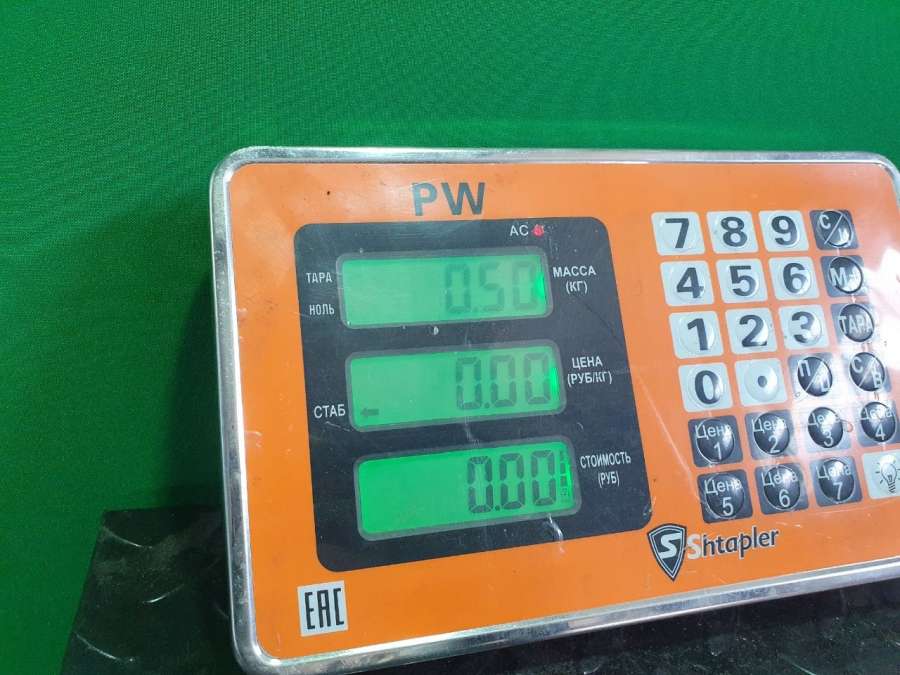 PW
AC
ТАРА
НОЛЬ
0.50
МАССА
(КГ)
СТАБ
←
0.00
ЦЕНА
(РУБ/КГ)
0.00
СТОИМОСТЬ
(РУБ)
7 8 9
4 5 6 М+
1 2 3 ТАРА
0 .
Цена 1 Цена 2 Цена 3 Цена 4
Цена 5 Цена 6 Цена 7
S Shtapler
EAC